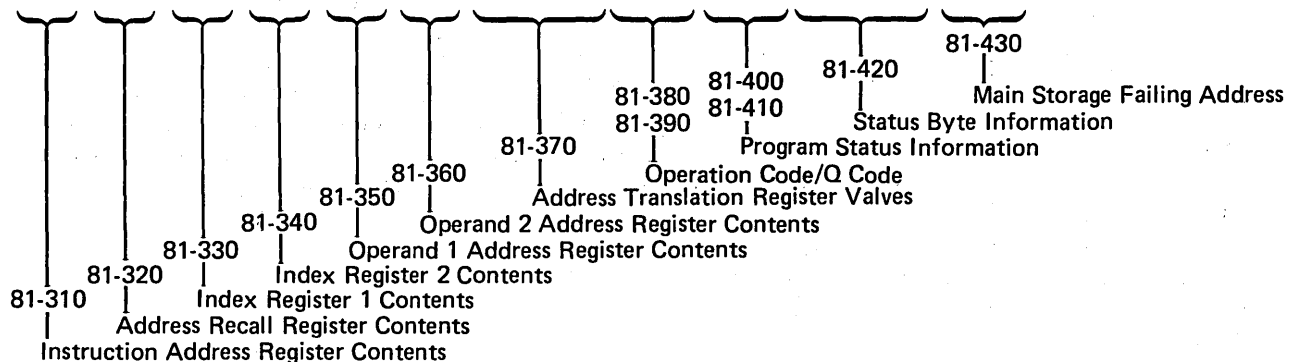 81-430
81-420
81-400
Main Storage Failing Address
81-380
81-410
Status Byte Information
81-390
81-370
Program Status Information
81-360
Operation Code/Q Code
81-350
Address Translation Register Valves
81-340
Operand 2 Address Register Contents
81-330
Operand 1 Address Register Contents
81-320
Index Register 2 Contents
81-310
Index Register 1 Contents
Address Recall Register Contents
Instruction Address Register Contents